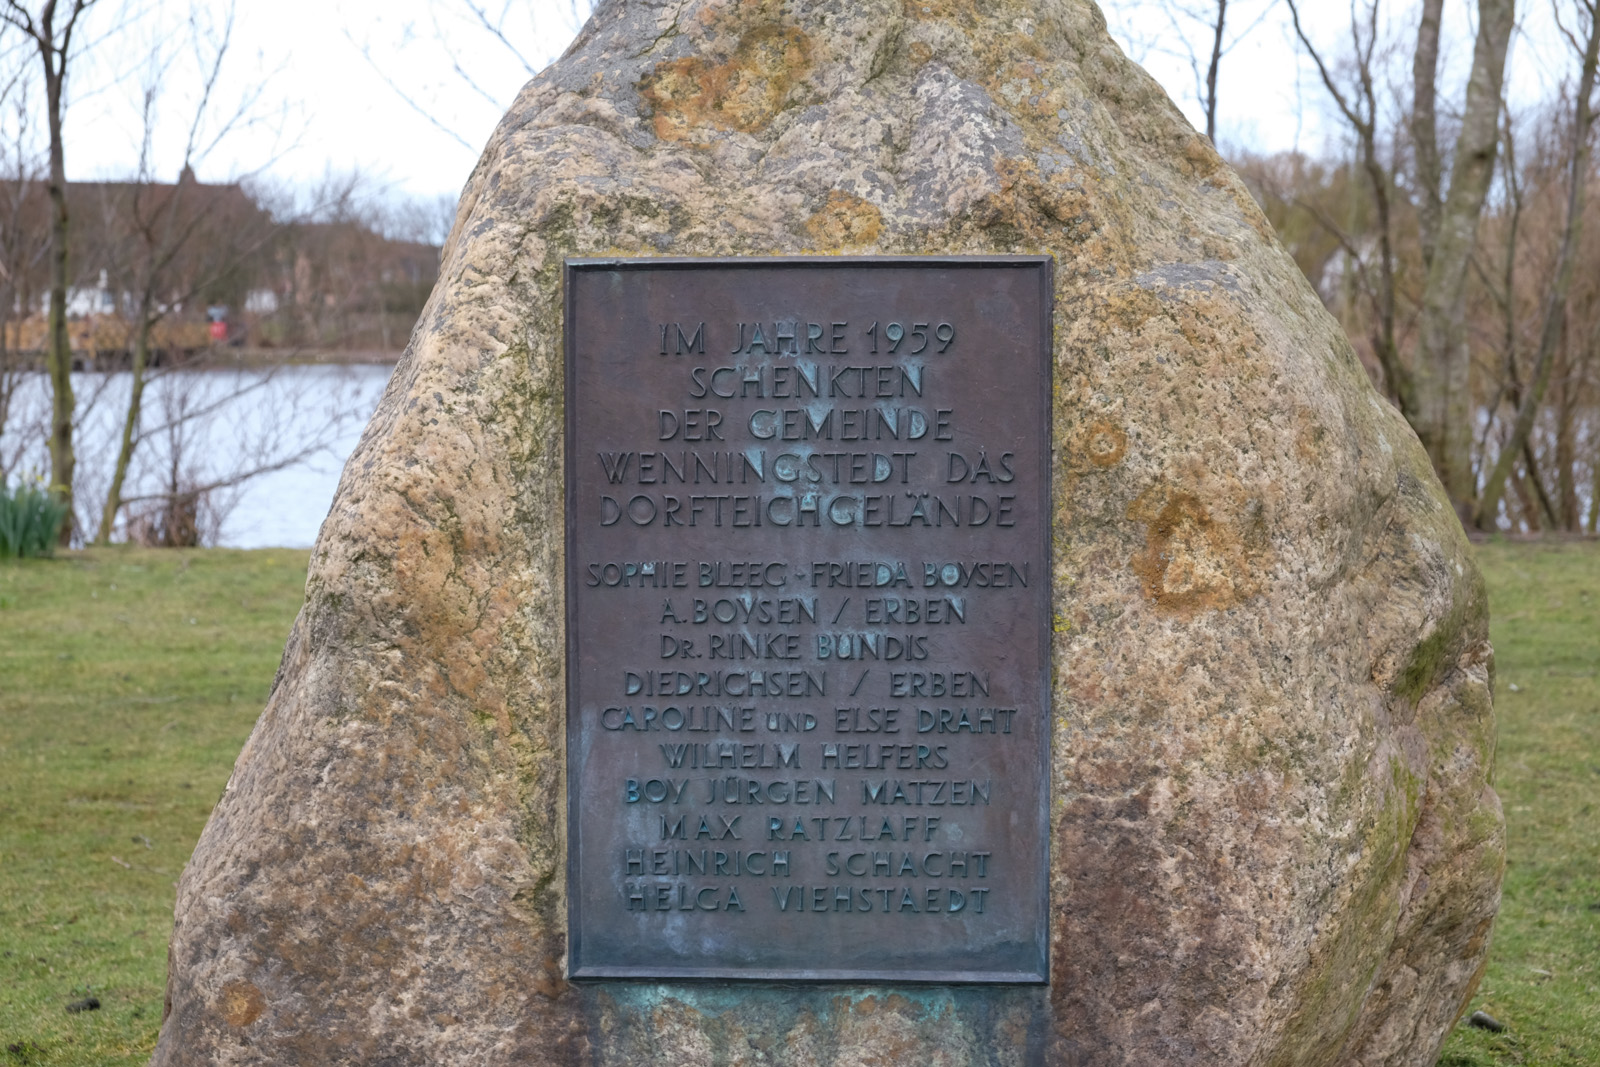 IM JAHRE 1959
SCHENKTEN
DER GEMEINDE
WENNINGSTEDT DAS
DORFTEICHGELÄNDE
SOPHIE BLEEG · FRIEDA BOYSEN
A. BOYSEN / ERBEN
Dr. RINKE BUNDIS
DIEDRICHSEN / ERBEN
CAROLINE UND ELSE DRAHT
WILHELM HELFERS
BOY JÜRGEN MATZEN
MAX RATZLAFF
HEINRICH SCHACHT
HELGA VIEHSTAEDT